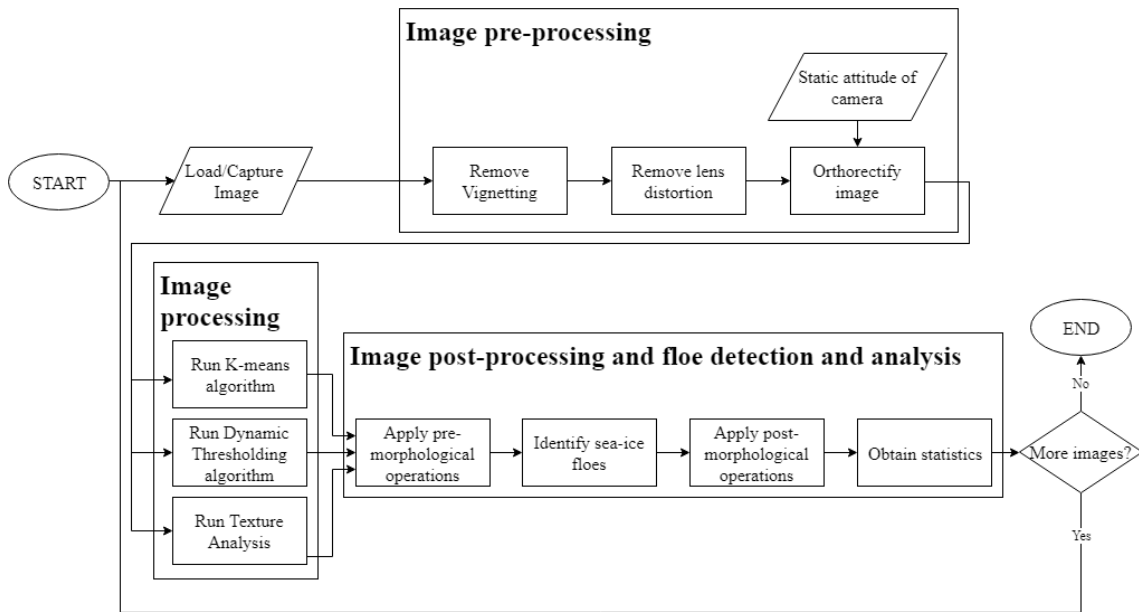 Image pre-processing
Static attitude of
camera
START
Load/Capture
Image
Remove
Vignetting
Remove lens
distortion
Orthorectify
image
Image
processing
Run K-means
algorithm
Run Dynamic
Thresholding
algorithm
Run Texture
Analysis
Image post-processing and floe detection and analysis
Apply pre-
morphological
operations
Identify sea-ice
floes
Apply post-
morphological
operations
Obtain statistics
More images?
No
END
Yes